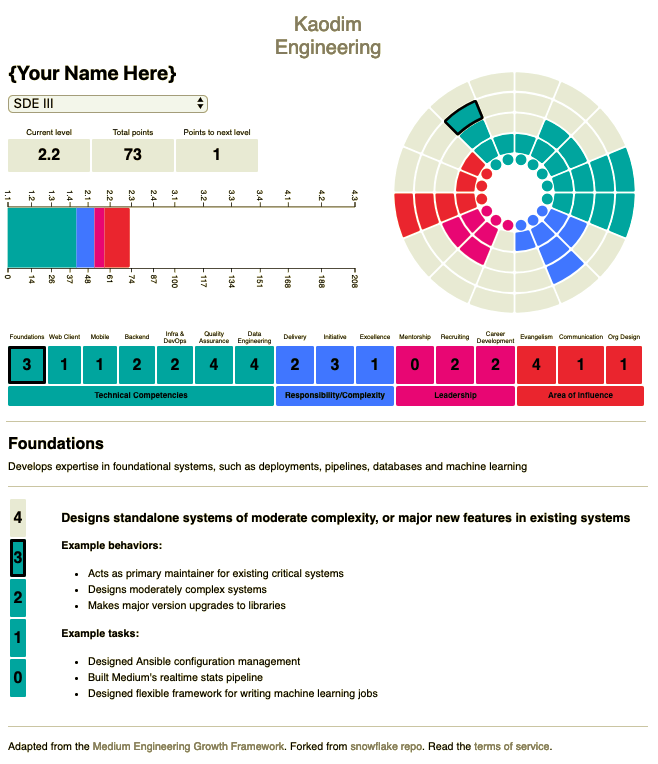 Kaodim
Engineering
{Your Name Here}
SDE III
Current level
Total points
Points to next level
2.2
73
1
1.1 1.2 1.3 1.4 2.1 2.2 2.3 2.4 3.1 3.2 3.3 3.4 4.1 4.2 4.3
0 14 26 37 48 61 74 87 100 117 134 151 168 186 208
Foundations Web Client Mobile Backend Infra & DevOps Quality Assurance Data Engineering Delivery Initiative Excellence Mentorship Recruiting Career Development Evangelism Communication Org Design
3 1 1 2 2 4 4 2 3 1 0 2 2 4 1 1
Technical Competencies Responsibility/Complexity Leadership Area of Influence
Foundations
Develops expertise in foundational systems, such as deployments, pipelines, databases and machine learning
4
3
2
1
0
Designs standalone systems of moderate complexity, or major new features in existing systems
Example behaviors:
• Acts as primary maintainer for existing critical systems
• Designs moderately complex systems
• Makes major version upgrades to libraries
Example tasks:
• Designed Ansible configuration management
• Built Medium's realtime stats pipeline
• Designed flexible framework for writing machine learning jobs
Adapted from the Medium Engineering Growth Framework. Forked from snowflake repo. Read the terms of service.